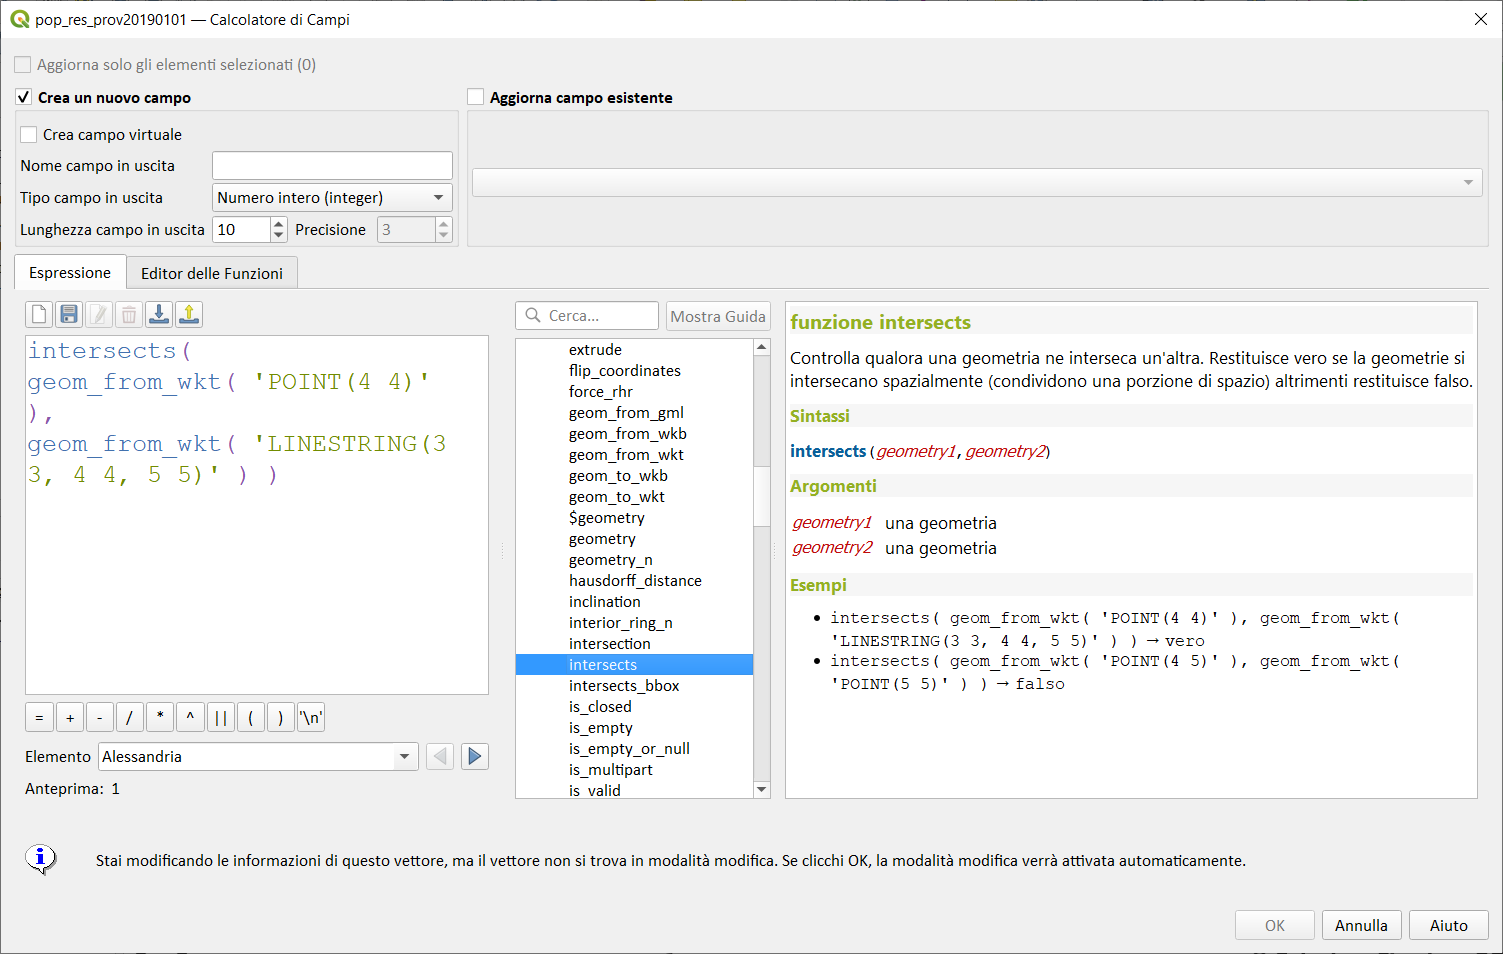 pop_res_prov20190101 — Calcolatore di Campi
Aggiorna solo gli elementi selezionati (0)
Crea un nuovo campo
Aggiorna campo esistente
Crea campo virtuale
Nome campo in uscita
Tipo campo in uscita Numero intero (integer)
Lunghezza campo in uscita 10 Precisione 3
Espressione Editor delle Funzioni
intersects(
geom_from_wkt( 'POINT(4 4)'
),
geom_from_wkt( 'LINESTRING(3
3, 4 4, 5 5)' ) )
= + - / * ^ || ( ) '\n'
Elemento Alessandria
Anteprima: 1
Cerca... Mostra Guida
extrude
flip_coordinates
force_rhr
geom_from_gml
geom_from_wkb
geom_from_wkt
geom_to_wkb
geom_to_wkt
$geometry
geometry
geometry_n
hausdorff_distance
inclination
interior_ring_n
intersection
intersects
intersects_bbox
is_closed
is_empty
is_empty_or_null
is_multipart
is_valid
funzione intersects
Controlla qualora una geometria ne interseca un'altra. Restituisce vero se la geometrie si
intersecano spazialmente (condividono una porzione di spazio) altrimenti restituisce falso.
Sintassi
intersects(geometry1,geometry2)
Argomenti
geometry1 una geometria
geometry2 una geometria
Esempi
• intersects( geom_from_wkt( 'POINT(4 4)' ), geom_from_wkt(
'LINESTRING(3 3, 4 4, 5 5)' ) ) → vero
• intersects( geom_from_wkt( 'POINT(4 5)' ), geom_from_wkt(
'POINT(5 5)' ) ) → falso
Stai modificando le informazioni di questo vettore, ma il vettore non si trova in modalità modifica. Se clicchi OK, la modalità modifica verrà attivata automaticamente.
OK Annulla Aiuto